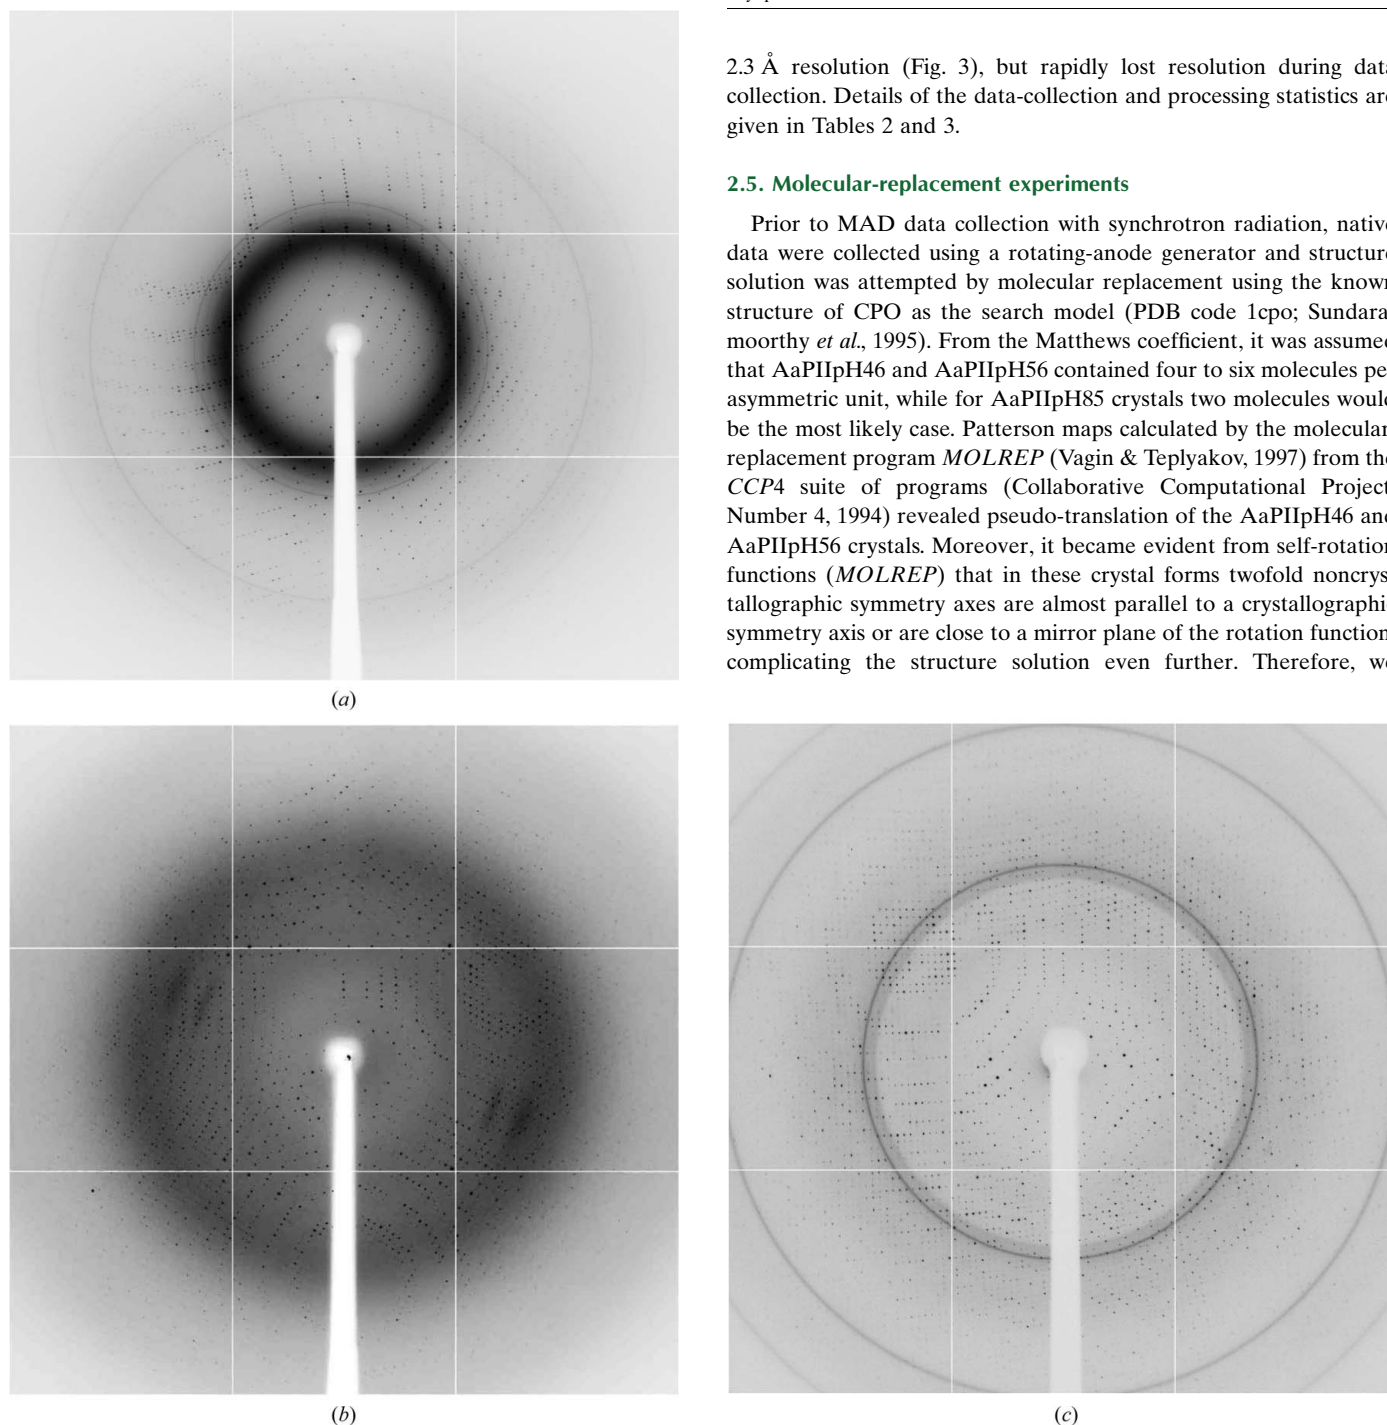 2.3 Å resolution (Fig. 3), but rapidly lost resolution during data
collection. Details of the data-collection and processing statistics are
given in Tables 2 and 3.
2.5. Molecular-replacement experiments
Prior to MAD data collection with synchrotron radiation, native
data were collected using a rotating-anode generator and structure
solution was attempted by molecular replacement using the known
structure of CPO as the search model (PDB code 1cpo; Sundara-
moorthy et al., 1995). From the Matthews coefficient, it was assumed
that AaPIIpH46 and AaPIIpH56 contained four to six molecules per
asymmetric unit, while for AaPIIpH85 crystals two molecules would
be the most likely case. Patterson maps calculated by the molecular-
replacement program MOLREP (Vagin & Teplyakov, 1997) from the
CCP4 suite of programs (Collaborative Computational Project,
Number 4, 1994) revealed pseudo-translation of the AaPIIpH46 and
AaPIIpH56 crystals. Moreover, it became evident from self-rotation
functions (MOLREP) that in these crystal forms twofold noncrys-
tallographic symmetry axes are almost parallel to a crystallographic
symmetry axis or are close to a mirror plane of the rotation function,
complicating the structure solution even further. Therefore, we
(a)
(b)
(c)